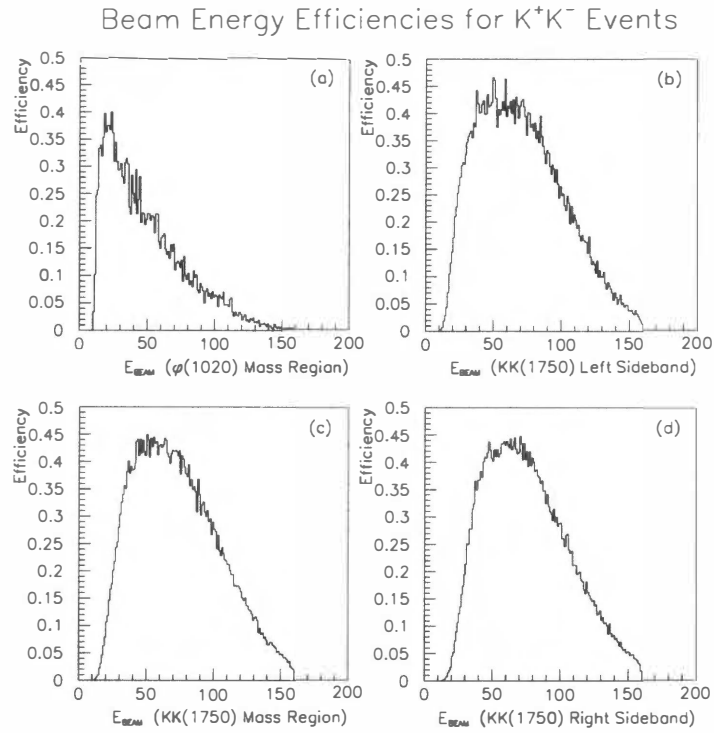 Beam Energy Efficiencies for K⁺K⁻ Events
Efficiency
0.5
0.45
0.4
0.35
0.3
0.25
0.2
0.15
0.1
0.05
0
(a)
0 50 100 150 200
E_BEAM (φ(1020) Mass Region)
Efficiency
0.5
0.45
0.4
0.35
0.3
0.25
0.2
0.15
0.1
0.05
0
(b)
0 50 100 150 200
E_BEAM (KK(1750) Left Sideband)
Efficiency
0.5
0.45
0.4
0.35
0.3
0.25
0.2
0.15
0.1
0.05
0
(c)
0 50 100 150 200
E_BEAM (KK(1750) Mass Region)
Efficiency
0.5
0.45
0.4
0.35
0.3
0.25
0.2
0.15
0.1
0.05
0
(d)
0 50 100 150 200
E_BEAM (KK(1750) Right Sideband)